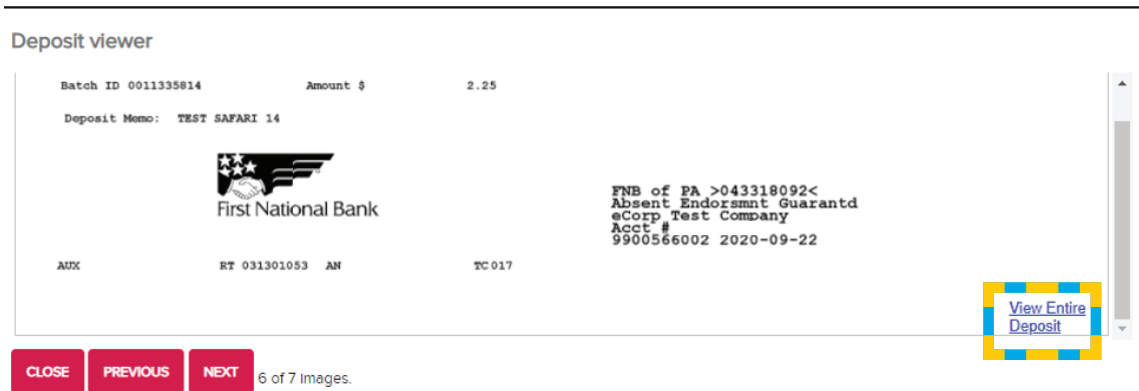 Deposit viewer
Batch ID 0011335814 Amount $ 2.25
Deposit Memo: TEST SAFARI 14
First National Bank
FNB of PA >043318092<
Absent Endorsmnt Guarantd
eCorp Test Company
Acct #
9900566002 2020-09-22
AUX RT 031301053 AN TC 017
View Entire
Deposit
CLOSE PREVIOUS NEXT 6 of 7 Images.